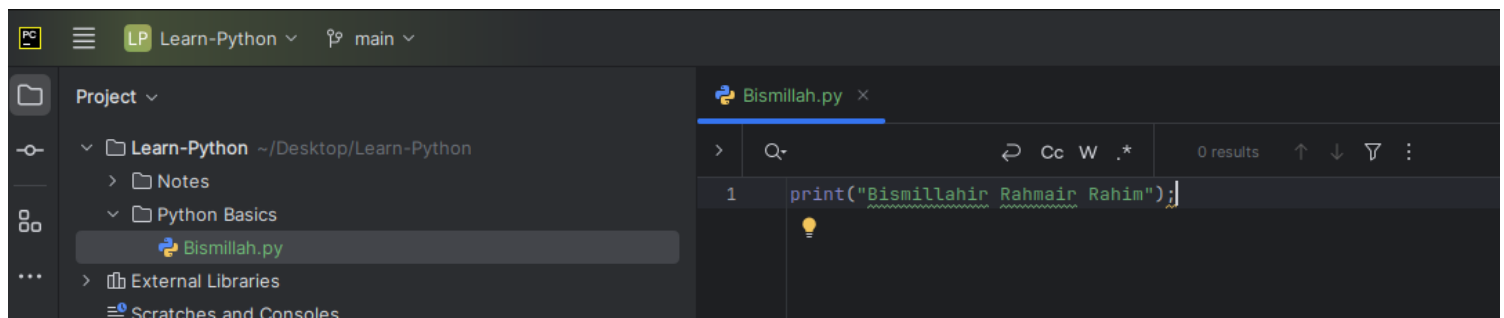 PC
LP Learn-Python main
Project
Bismillah.py ×
Learn-Python ~/Desktop/Learn-Python
Cc W .* 0 results
Notes
1 print("Bismillahir Rahmair Rahim");
Python Basics
Bismillah.py
External Libraries
Scratches and Consoles